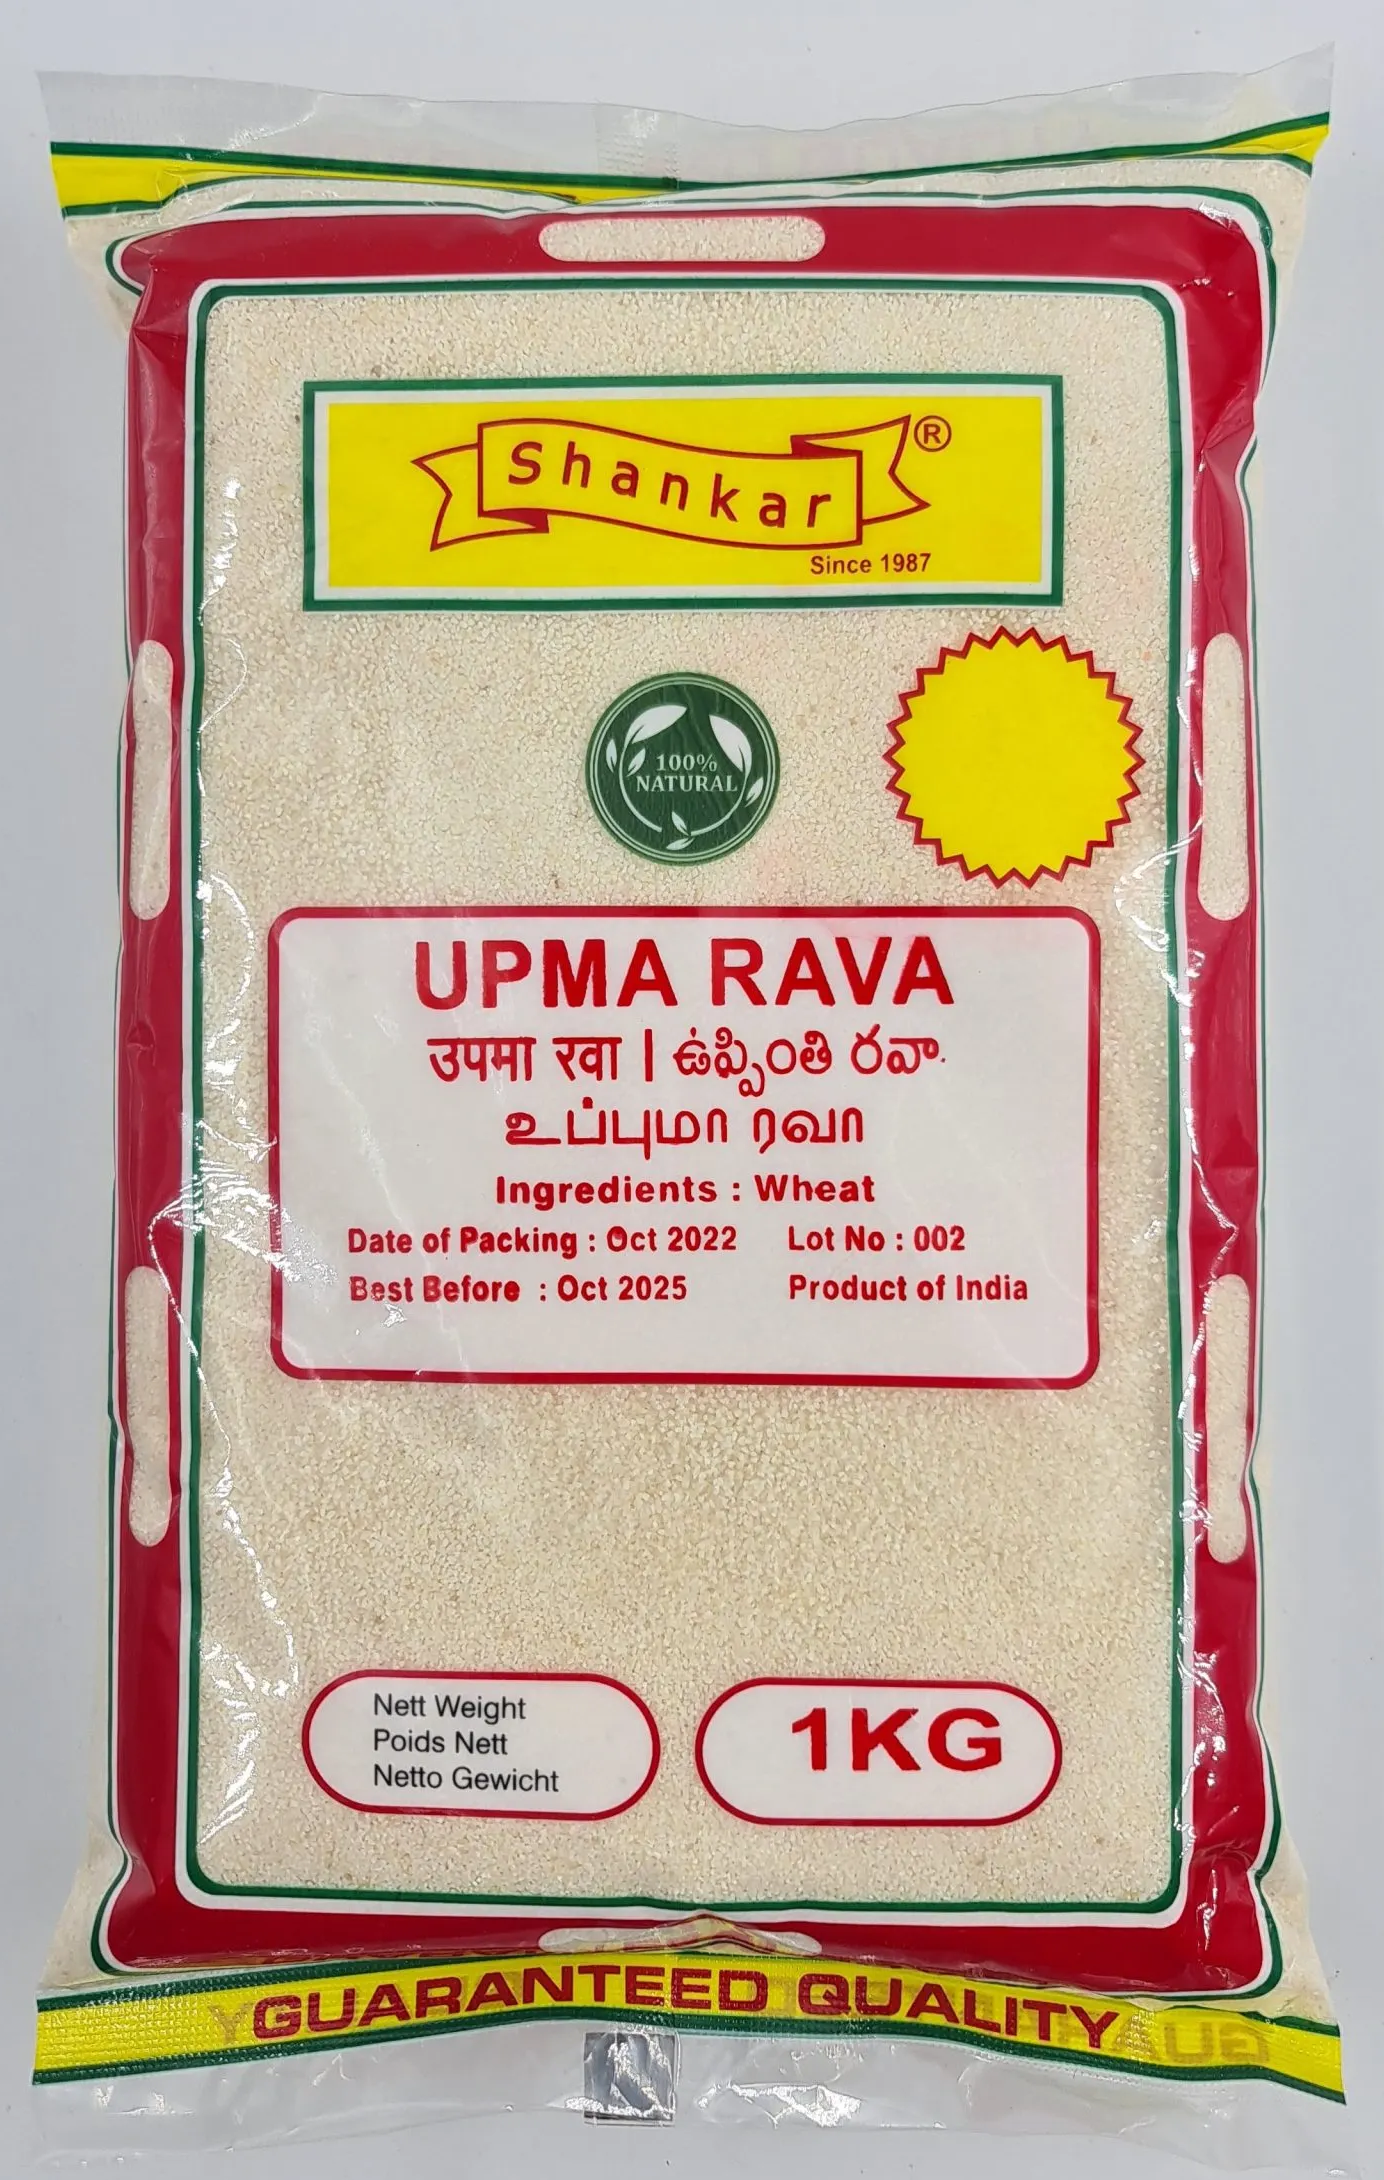 Shankar ®
Since 1987
100%
NATURAL
UPMA RAVA
उपमा रवा | ఉప్పింతి రవా.
உப்புமா ரவா
Ingredients : Wheat
Date of Packing : Oct 2022 Lot No : 002
Best Before : Oct 2025 Product of India
Nett Weight
Poids Nett
Netto Gewicht
1KG
GUARANTEED QUALITY